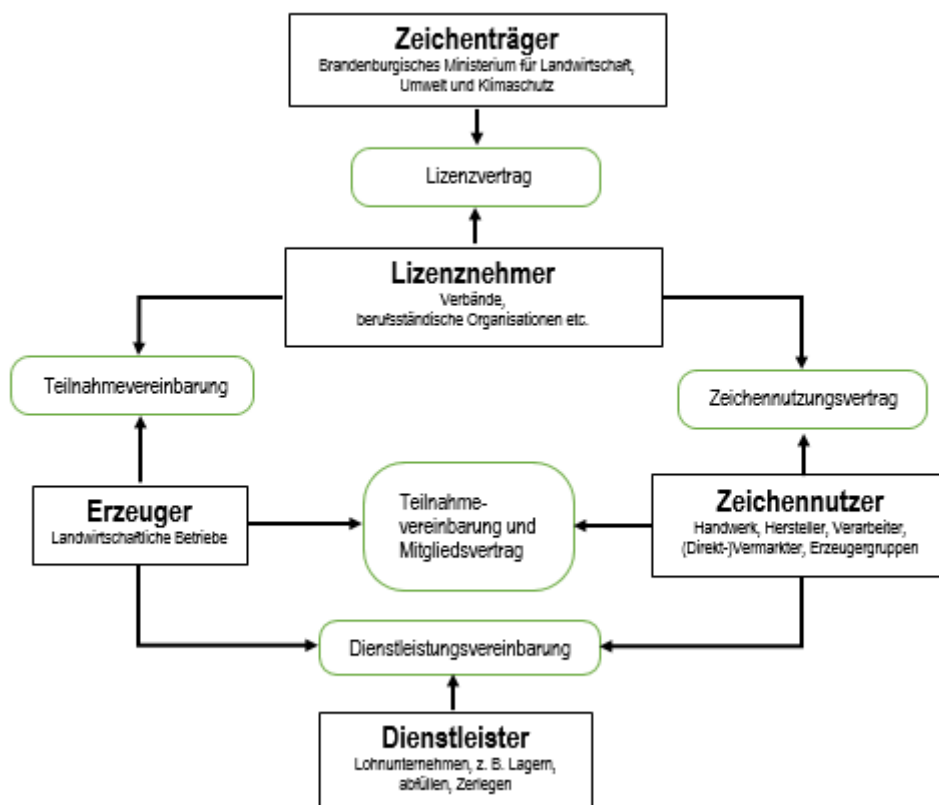 Zeichenträger
Brandenburgisches Ministerium für Landwirtschaft,
Umwelt und Klimaschutz
Lizenzvertrag
Lizenznehmer
Verbände,
berufsständische Organisationen etc.
Teilnahmevereinbarung
Zeichennutzungsvertrag
Erzeuger
Landwirtschaftliche Betriebe
Teilnahme-
vereinbarung und
Mitgliedsvertrag
Zeichennutzer
Handwerk, Hersteller, Verarbeiter,
(Direkt-)Vermarkter, Erzeugergruppen
Dienstleistungsvereinbarung
Dienstleister
Lohnunternehmen, z. B. Lagern,
abfüllen, Zerlegen